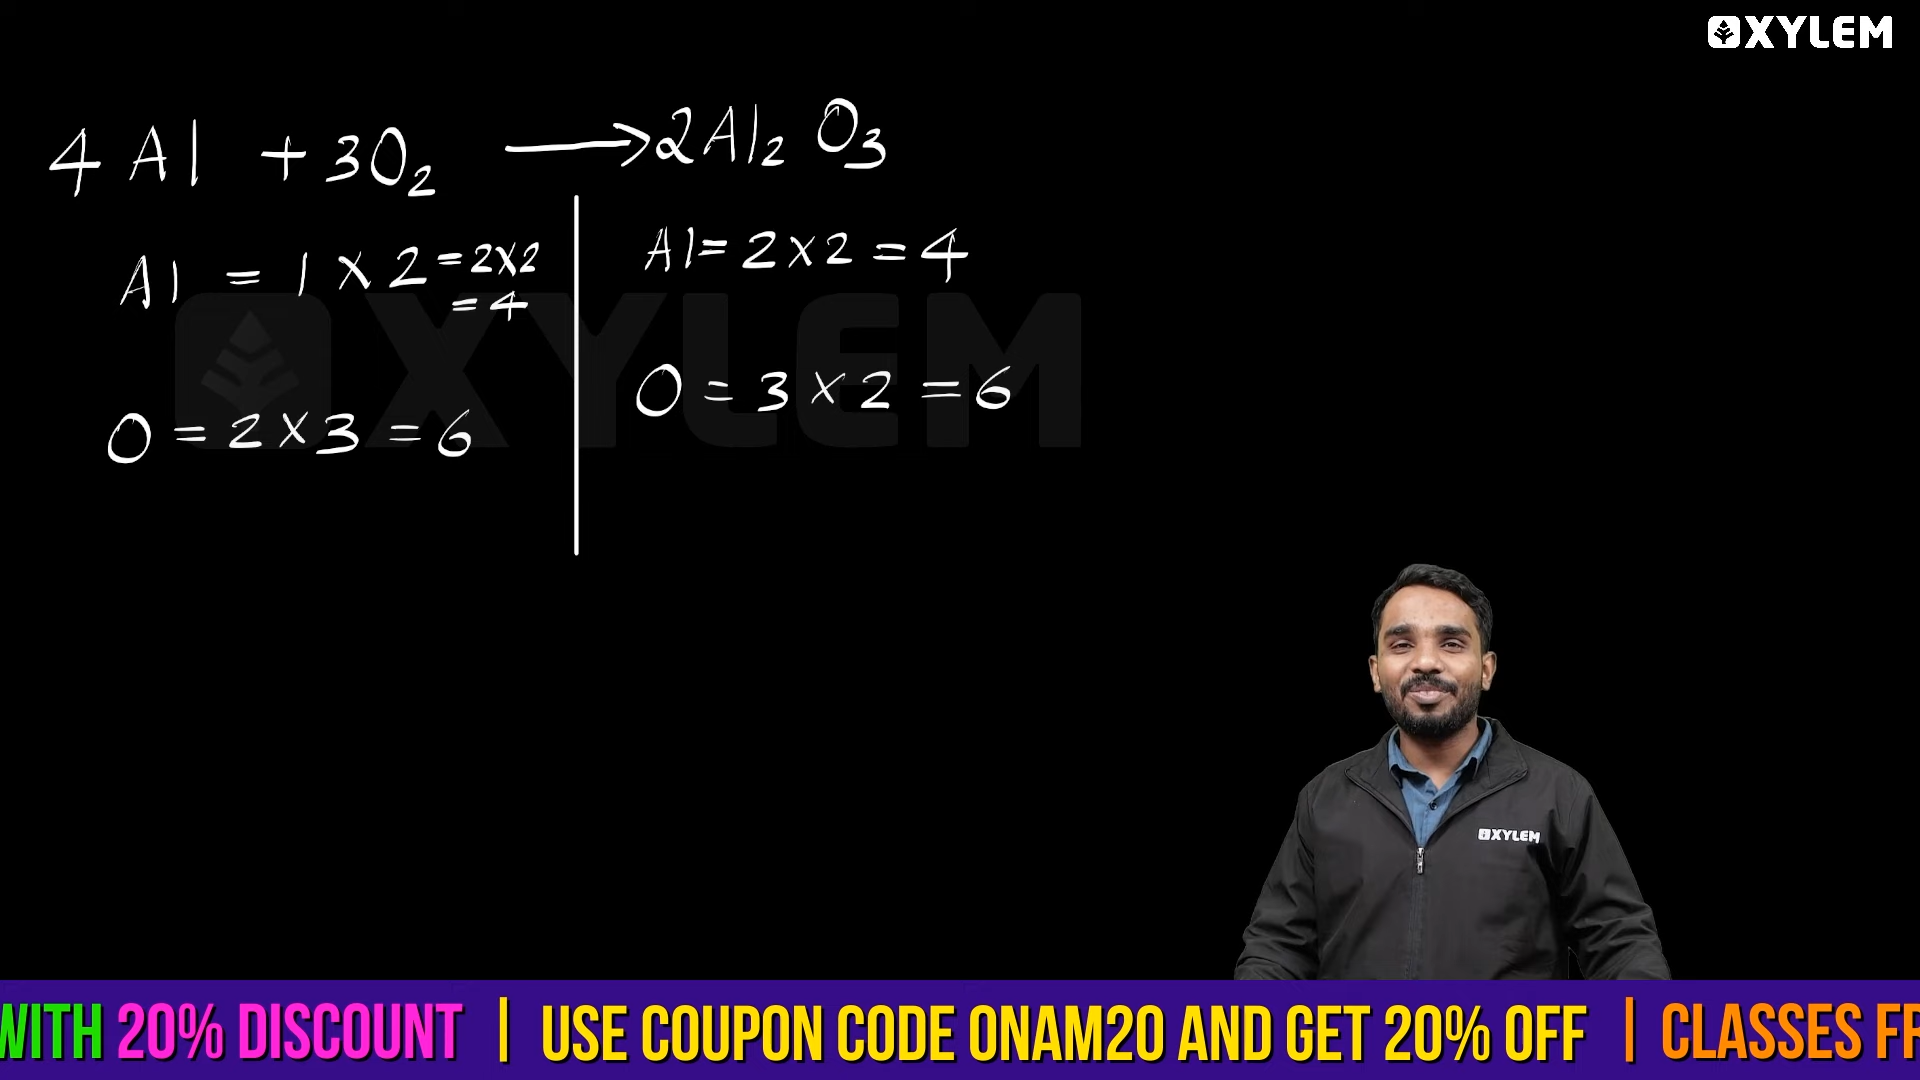 XYLEM
4 Al + 3O₂ ⟶ 2Al₂ O₃
Al = 1 × 2 = 2×2
= 4
O = 2 × 3 = 6
Al = 2 × 2 = 4
O = 3 × 2 = 6
XYLEM
XYLEM
WITH 20% DISCOUNT | USE COUPON CODE ONAM20 AND GET 20% OFF | CLASSES FR